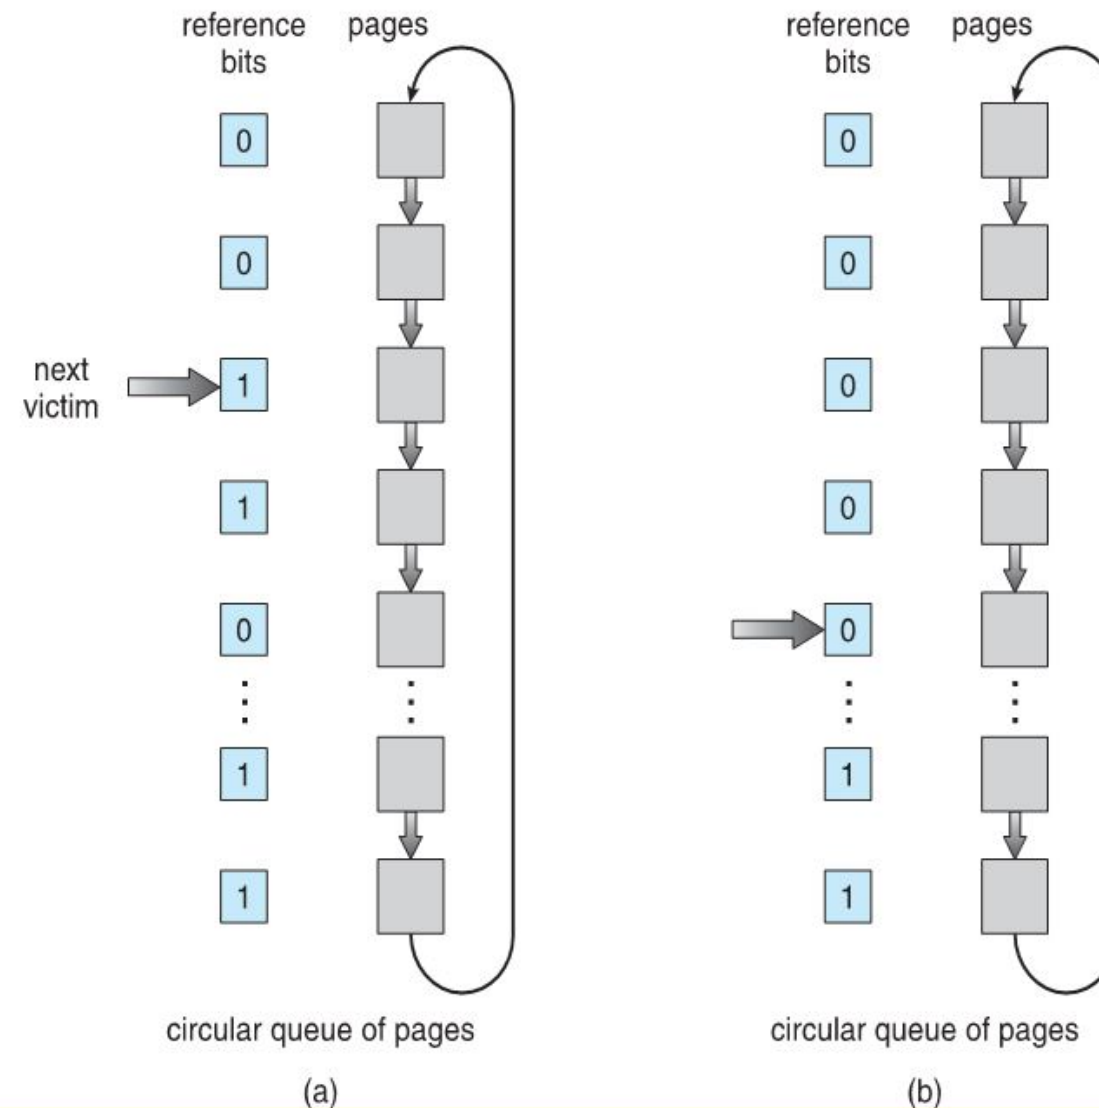 reference pages
bits
0
0
next
victim
1
1
0
1
1
circular queue of pages
(a)
reference pages
bits
0
0
0
0
0
1
1
circular queue of pages
(b)